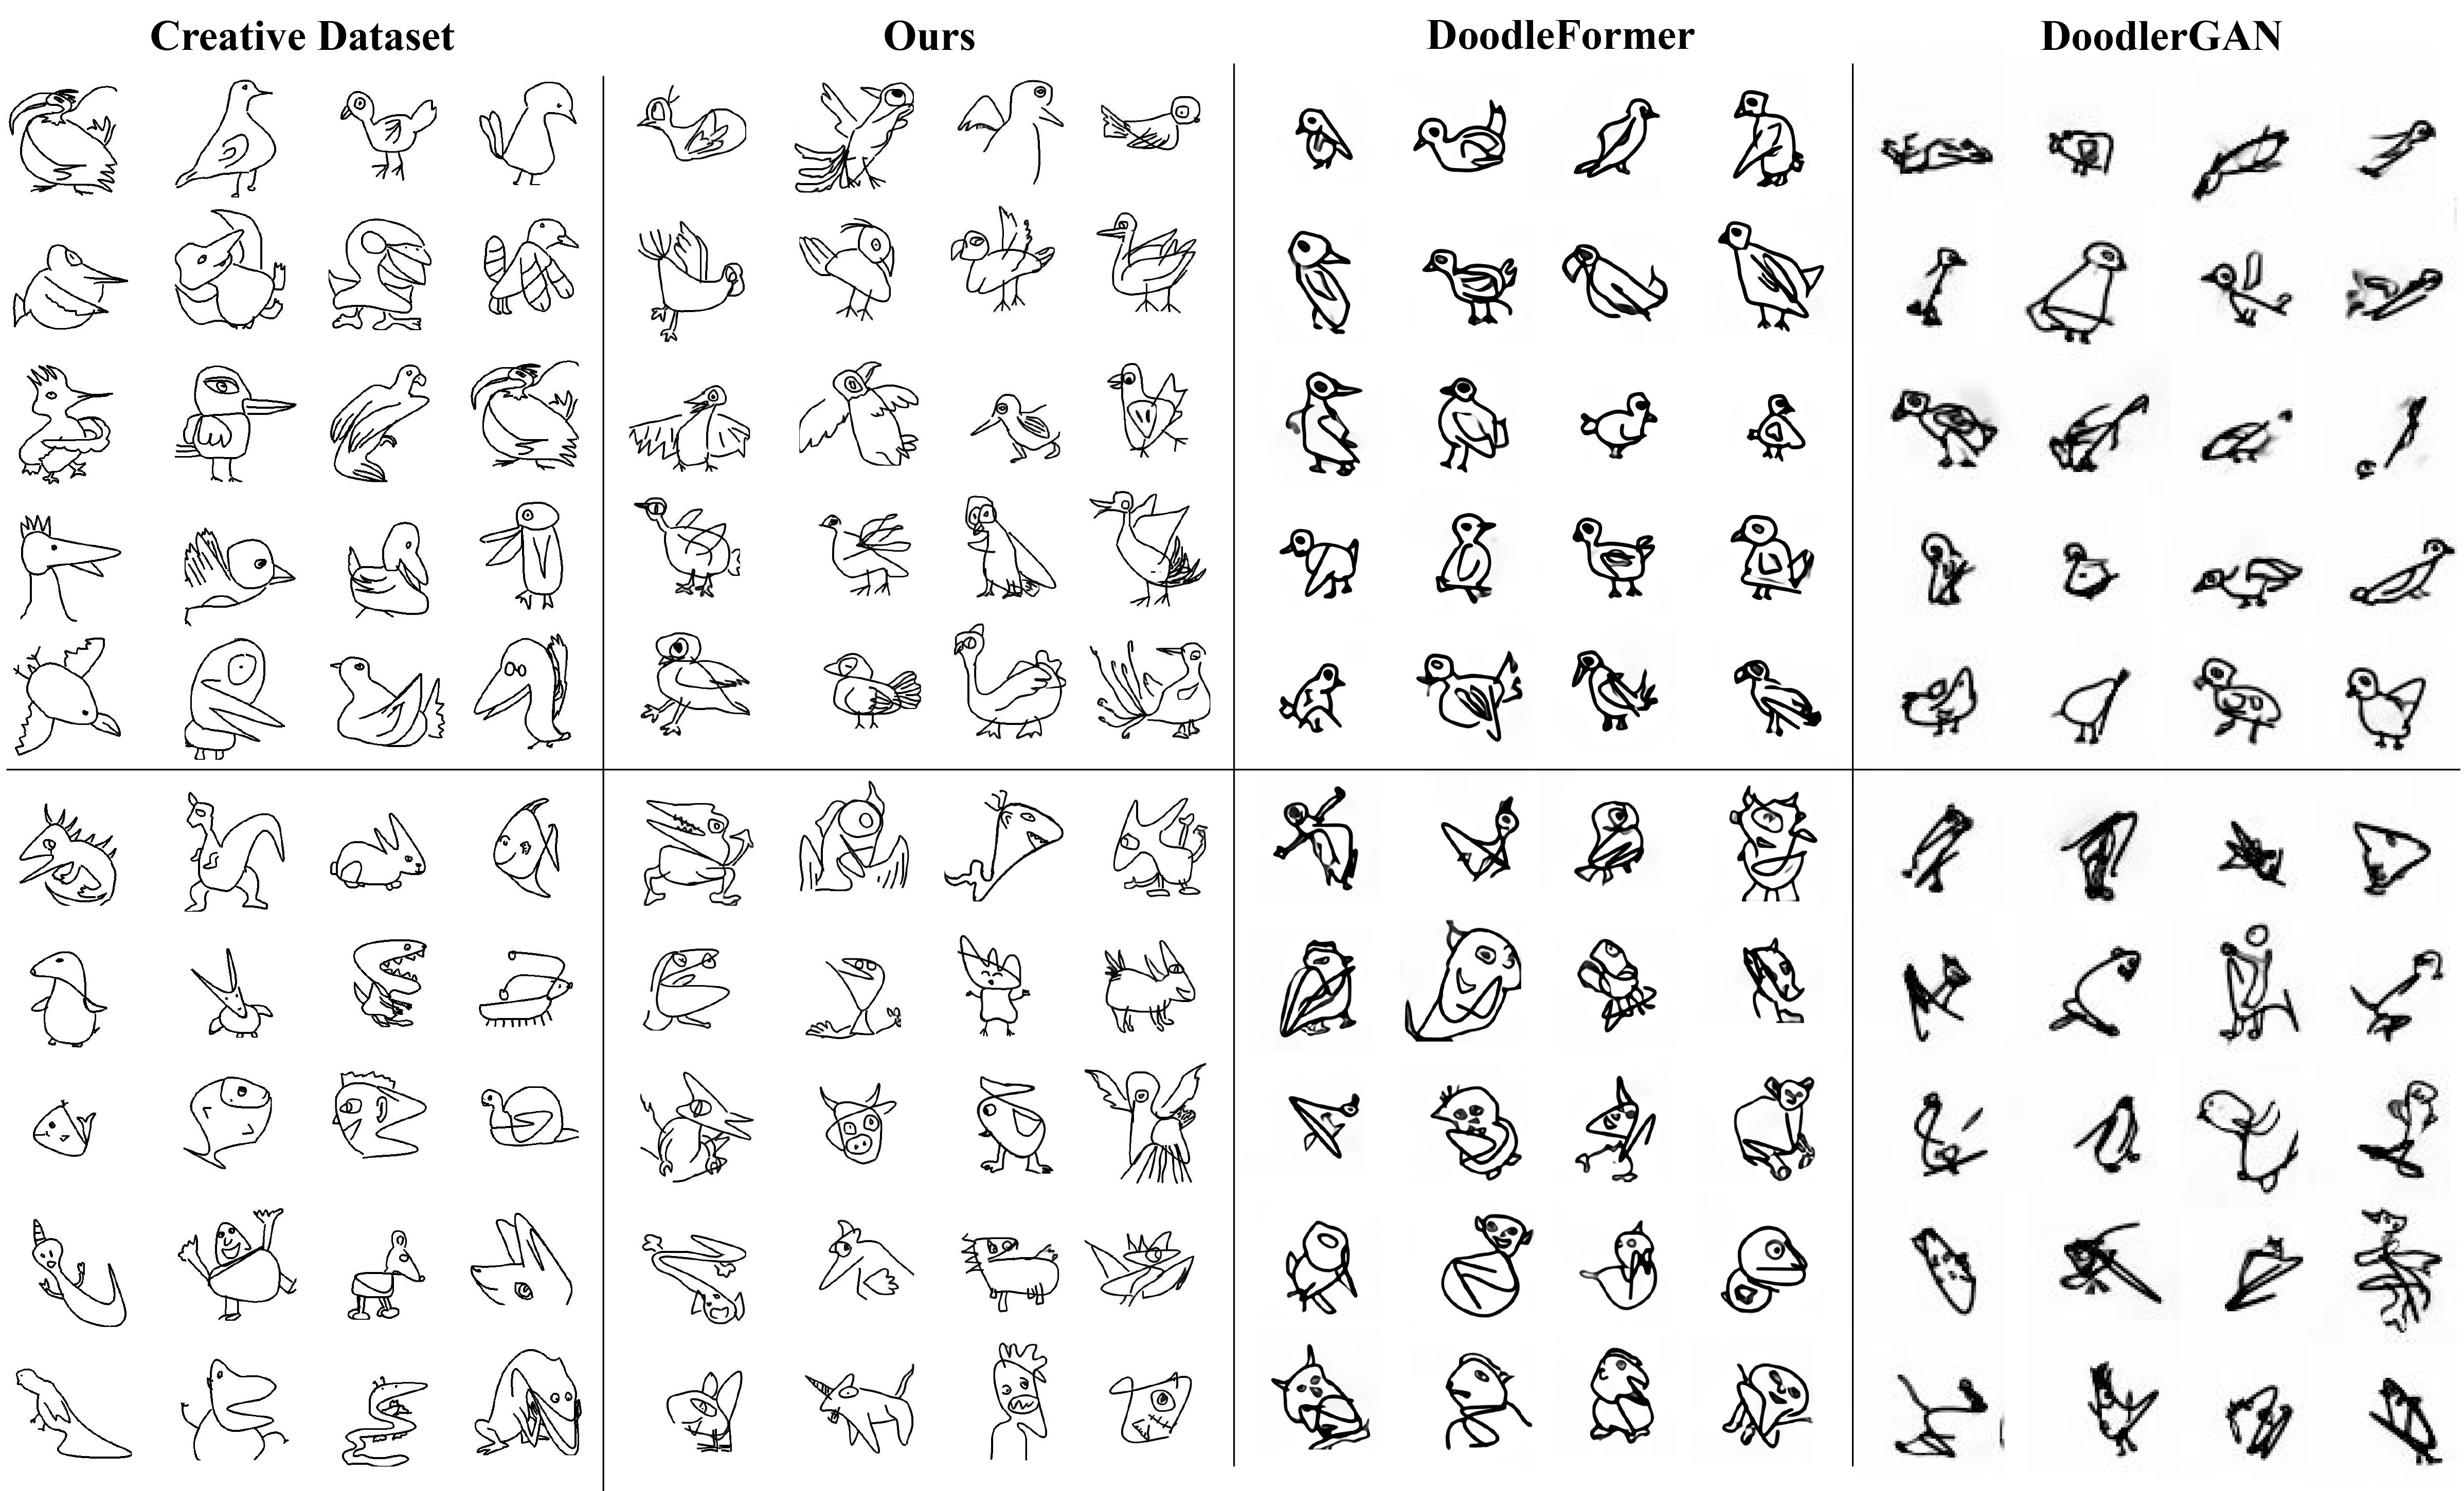 Creative Dataset
Ours
DoodleFormer
DoodlerGAN